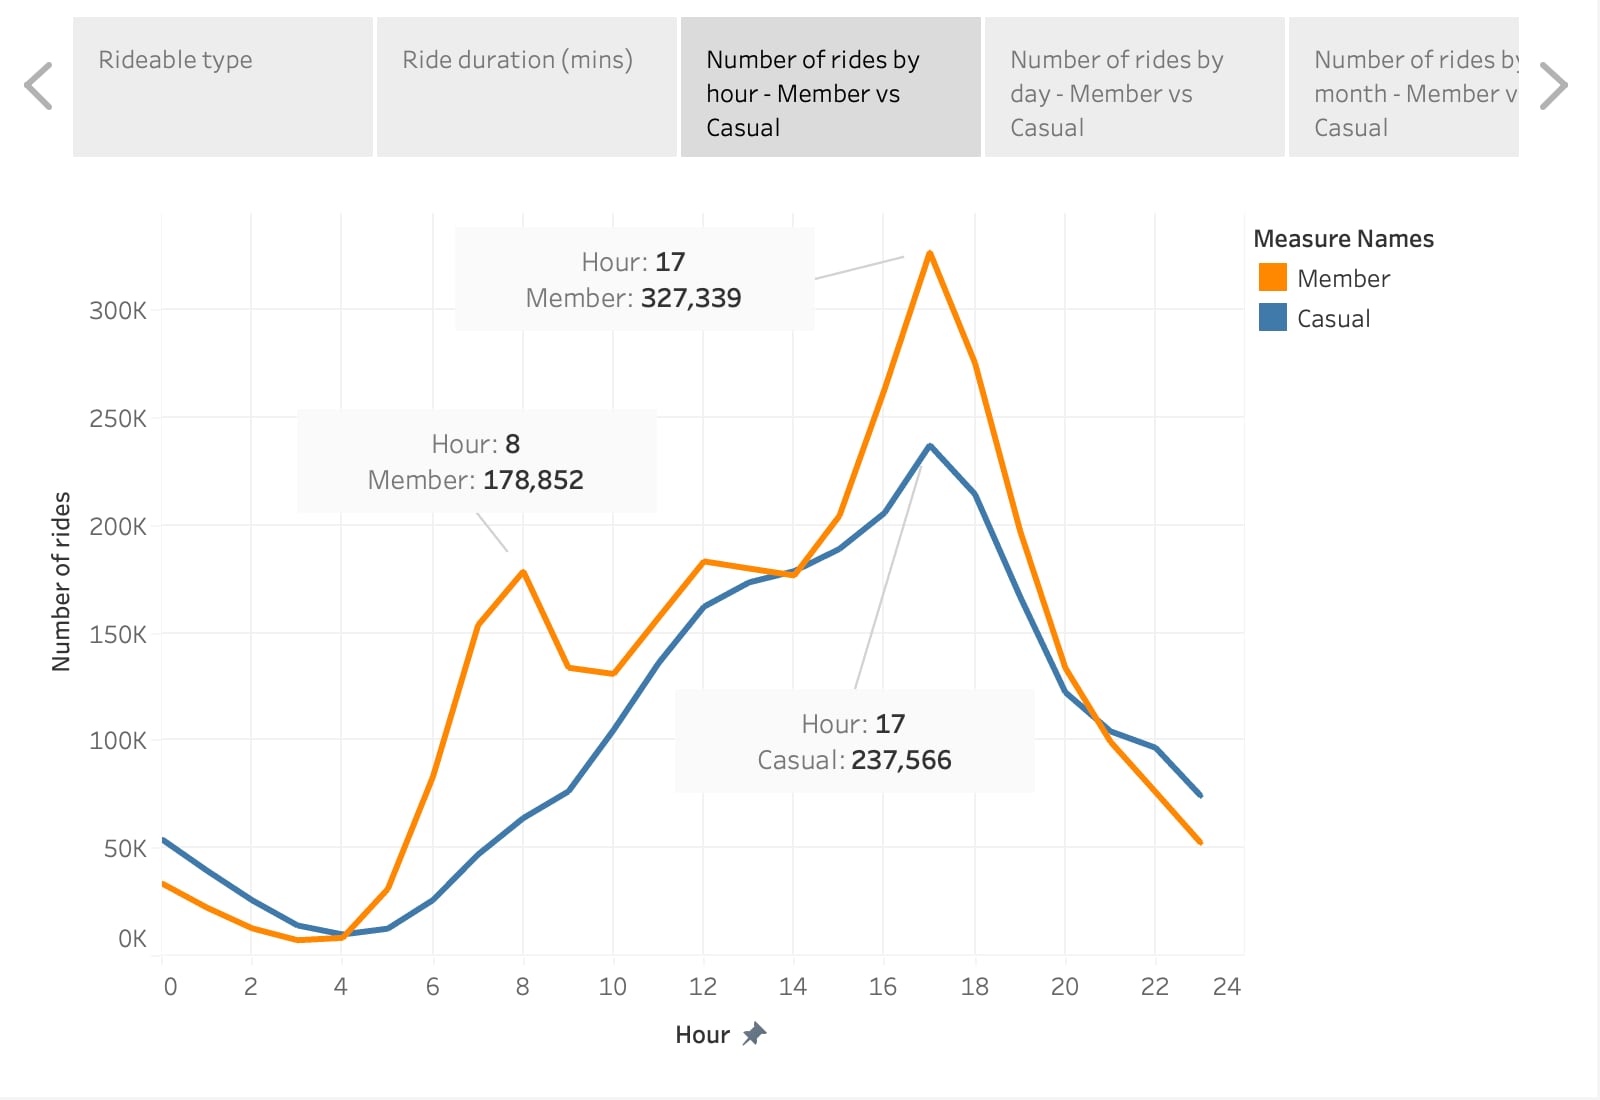 Rideable type
Ride duration (mins)
Number of rides by
hour - Member vs
Casual
Number of rides by
day - Member vs
Casual
Number of rides by
month - Member v
Casual
Measure Names
Member
Casual
Hour: 17
Member: 327,339
Hour: 8
Member: 178,852
Hour: 17
Casual: 237,566
Number of rides
300K
250K
200K
150K
100K
50K
0K
0 2 4 6 8 10 12 14 16 18 20 22 24
Hour